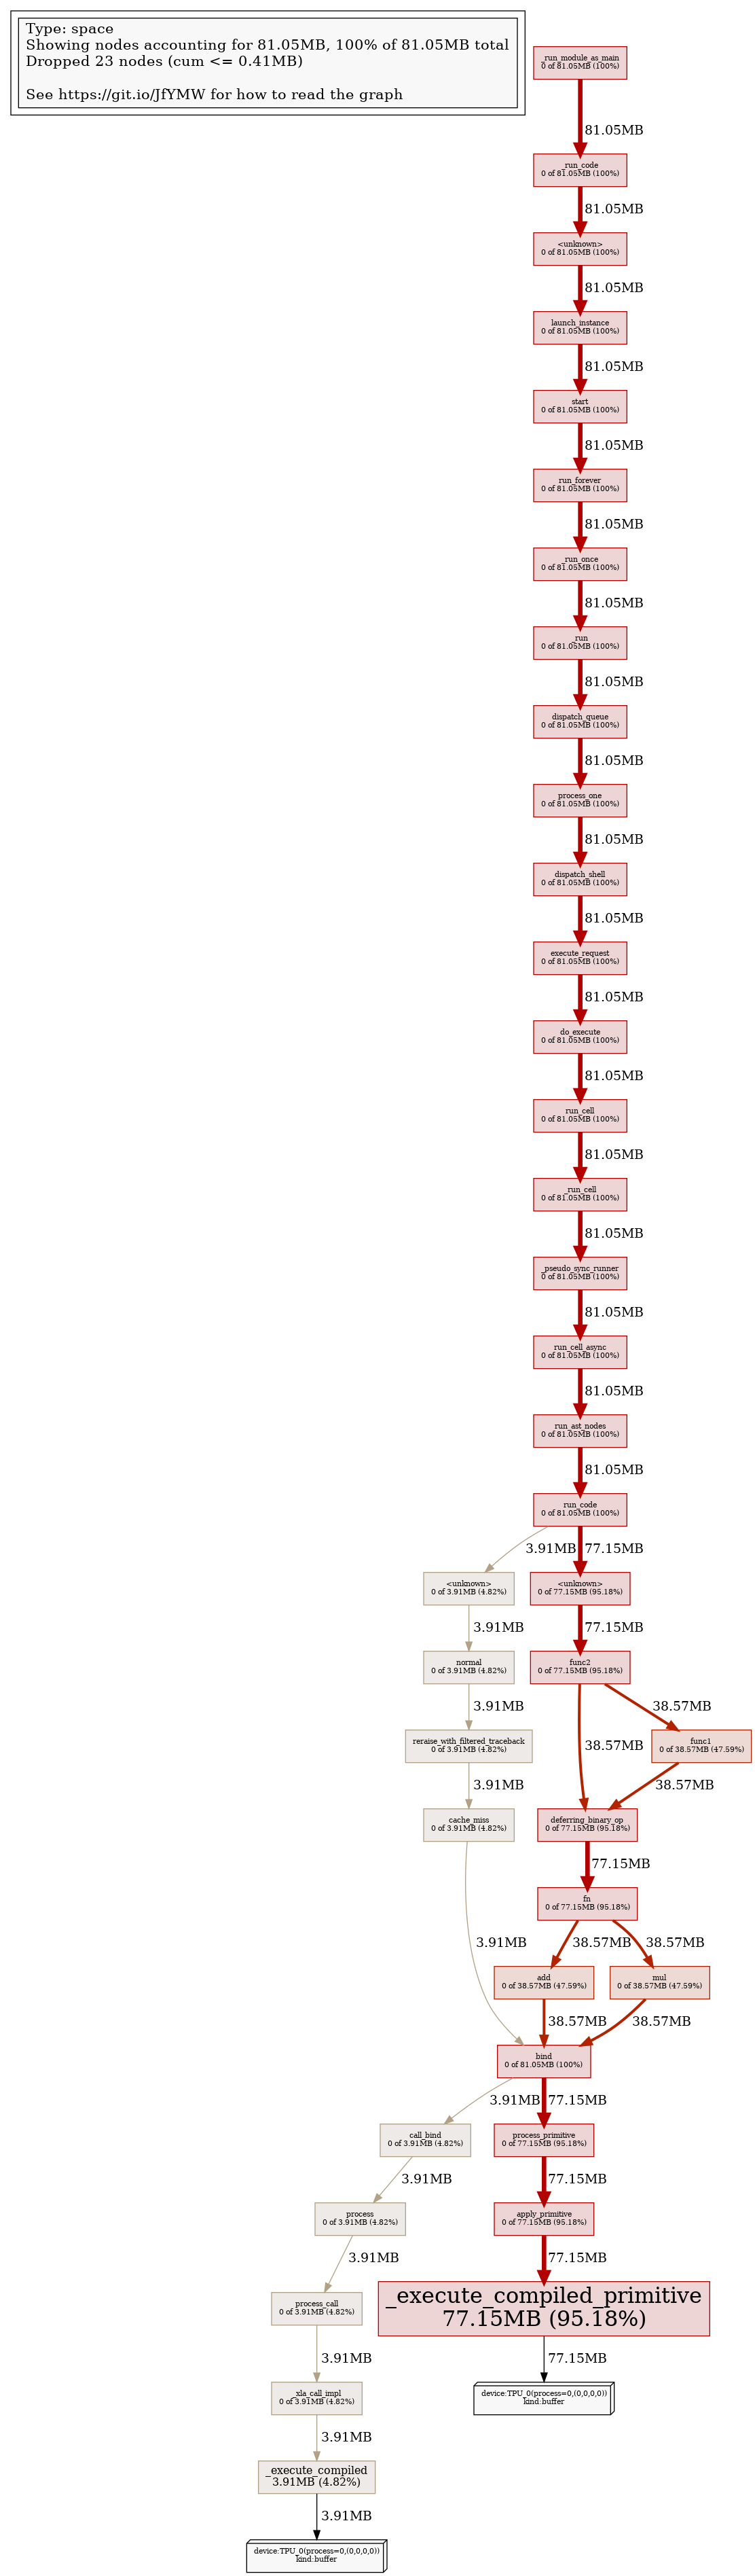 Type: space
Showing nodes accounting for 81.05MB, 100% of 81.05MB total
Dropped 23 nodes (cum <= 0.41MB)
See https://git.io/JfYMW for how to read the graph
_run_module_as_main
0 of 81.05MB (100%)
81.05MB
_run_code
0 of 81.05MB (100%)
81.05MB
<unknown>
0 of 81.05MB (100%)
81.05MB
launch_instance
0 of 81.05MB (100%)
81.05MB
start
0 of 81.05MB (100%)
81.05MB
run_forever
0 of 81.05MB (100%)
81.05MB
_run_once
0 of 81.05MB (100%)
81.05MB
_run
0 of 81.05MB (100%)
81.05MB
dispatch_queue
0 of 81.05MB (100%)
81.05MB
process_one
0 of 81.05MB (100%)
81.05MB
dispatch_shell
0 of 81.05MB (100%)
81.05MB
execute_request
0 of 81.05MB (100%)
81.05MB
do_execute
0 of 81.05MB (100%)
81.05MB
run_cell
0 of 81.05MB (100%)
81.05MB
_run_cell
0 of 81.05MB (100%)
81.05MB
_pseudo_sync_runner
0 of 81.05MB (100%)
81.05MB
run_cell_async
0 of 81.05MB (100%)
81.05MB
run_ast_nodes
0 of 81.05MB (100%)
81.05MB
run_code
0 of 81.05MB (100%)
3.91MB
77.15MB
<unknown>
0 of 3.91MB (4.82%)
<unknown>
0 of 77.15MB (95.18%)
3.91MB
77.15MB
normal
0 of 3.91MB (4.82%)
func2
0 of 77.15MB (95.18%)
3.91MB
38.57MB
38.57MB
reraise_with_filtered_traceback
0 of 3.91MB (4.82%)
func1
0 of 38.57MB (47.59%)
3.91MB
38.57MB
cache_miss
0 of 3.91MB (4.82%)
deferring_binary_op
0 of 77.15MB (95.18%)
77.15MB
fn
0 of 77.15MB (95.18%)
3.91MB
38.57MB
38.57MB
add
0 of 38.57MB (47.59%)
mul
0 of 38.57MB (47.59%)
38.57MB
38.57MB
bind
0 of 81.05MB (100%)
3.91MB
77.15MB
call_bind
0 of 3.91MB (4.82%)
process_primitive
0 of 77.15MB (95.18%)
3.91MB
77.15MB
process
0 of 3.91MB (4.82%)
apply_primitive
0 of 77.15MB (95.18%)
3.91MB
77.15MB
process_call
0 of 3.91MB (4.82%)
_execute_compiled_primitive
77.15MB (95.18%)
3.91MB
77.15MB
_xla_call_impl
0 of 3.91MB (4.82%)
device:TPU_0(process=0,(0,0,0,0))
kind:buffer
3.91MB
_execute_compiled
3.91MB (4.82%)
3.91MB
device:TPU_0(process=0,(0,0,0,0))
kind:buffer